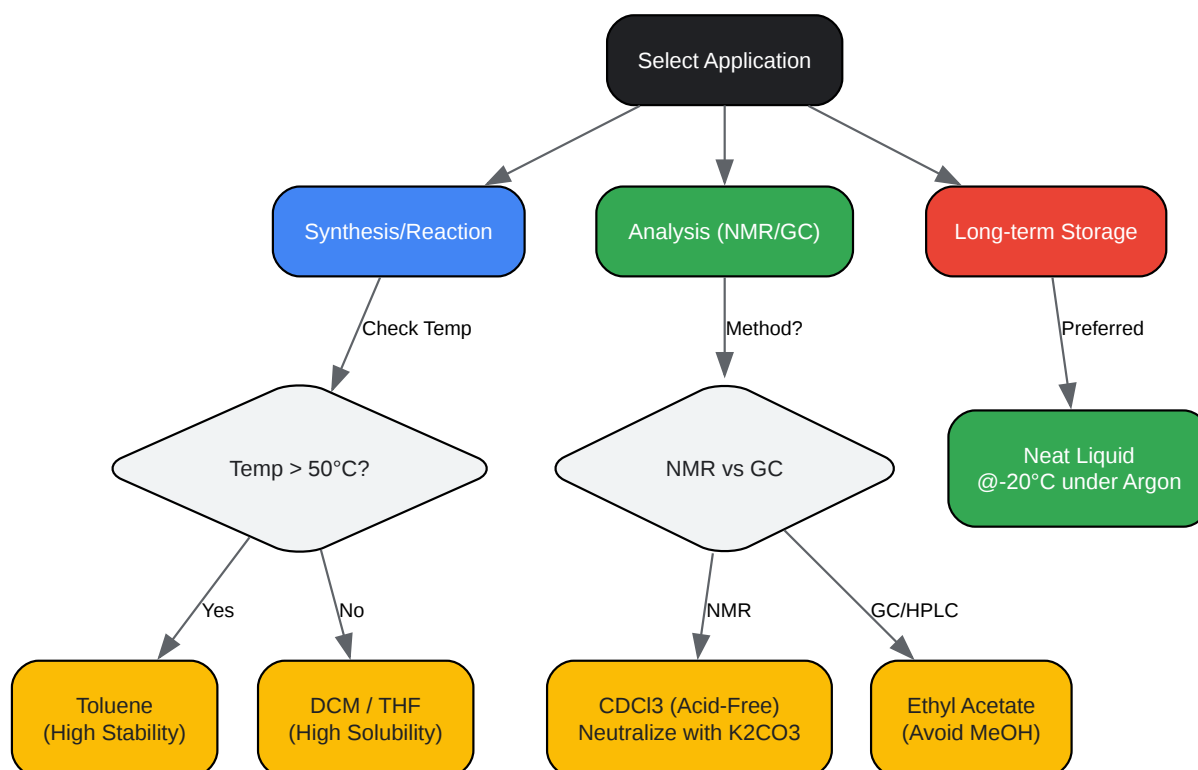 Select Application
Synthesis/Reaction
Analysis (NMR/GC)
Long-term Storage
Check Temp
Method?
Preferred
Temp > 50°C?
NMR vs GC
Neat Liquid
@-20°C under Argon
Yes
No
NMR
GC/HPLC
Toluene
(High Stability)
DCM / THF
(High Solubility)
CDCl3 (Acid-Free)
Neutralize with K2CO3
Ethyl Acetate
(Avoid MeOH)